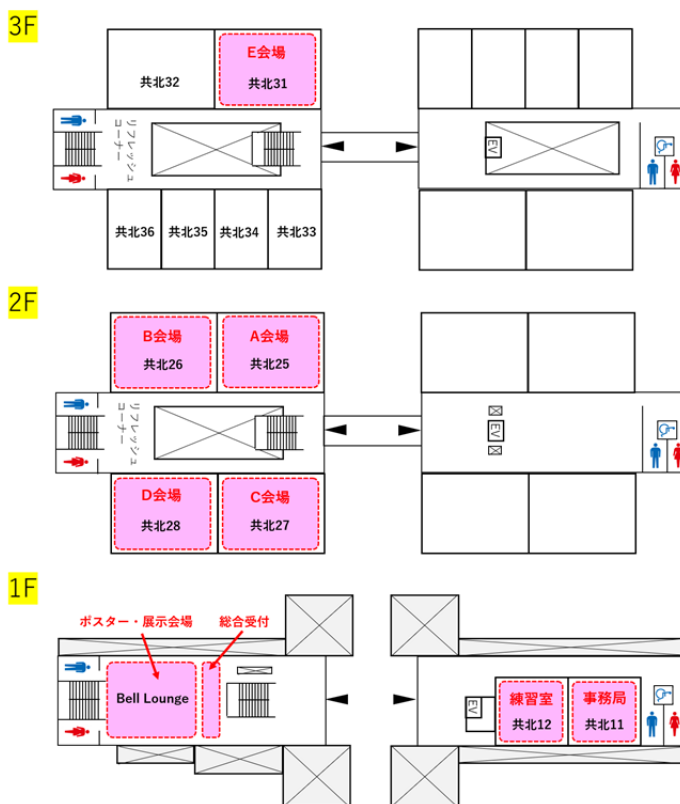 3F
E会場
共北32
共北31
リフレッシュ
コーナー
EV
共北36
共北35
共北34
共北33
2F
B会場
A会場
共北26
共北25
リフレッシュ
コーナー
EV
D会場
C会場
共北28
共北27
1F
ポスター・展示会場
総合受付
Bell Lounge
EV
練習室
事務局
共北12
共北11